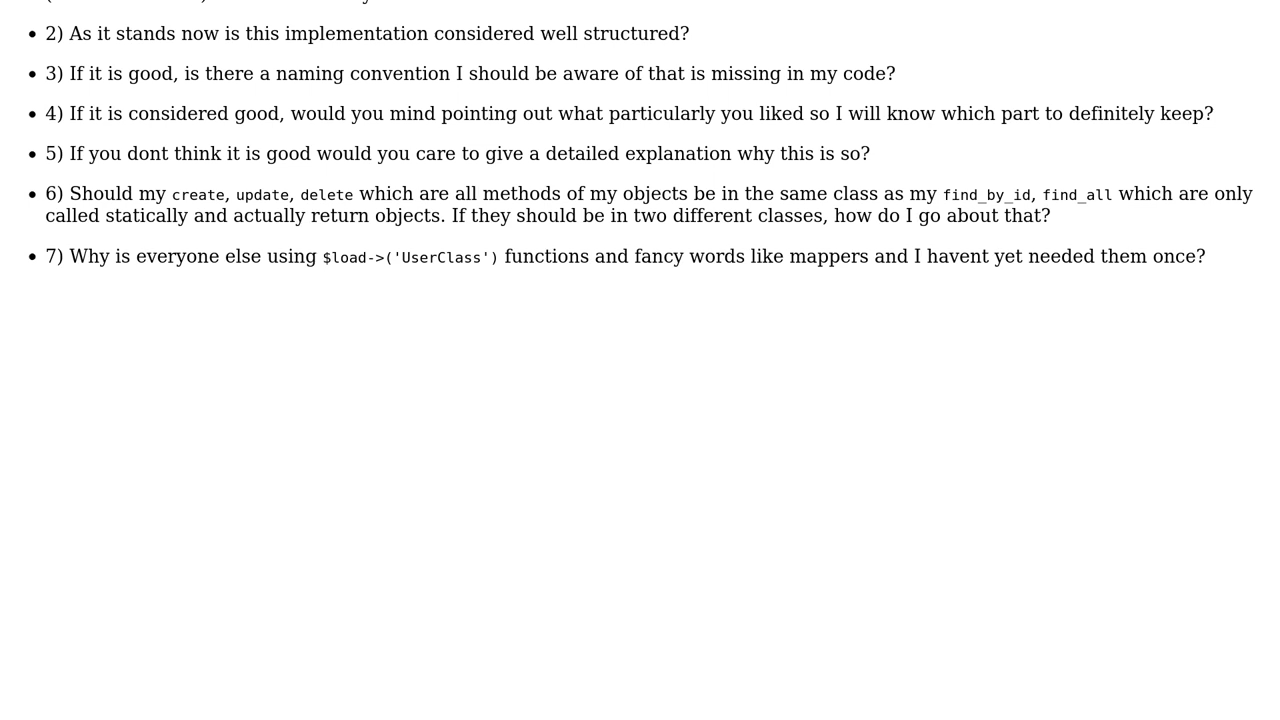 • 2) As it stands now is this implementation considered well structured?
• 3) If it is good, is there a naming convention I should be aware of that is missing in my code?
• 4) If it is considered good, would you mind pointing out what particularly you liked so I will know which part to definitely keep?
• 5) If you dont think it is good would you care to give a detailed explanation why this is so?
• 6) Should my create, update, delete which are all methods of my objects be in the same class as my find_by_id, find_all which are only
called statically and actually return objects. If they should be in two different classes, how do I go about that?
• 7) Why is everyone else using $load->('UserClass') functions and fancy words like mappers and I havent yet needed them once?